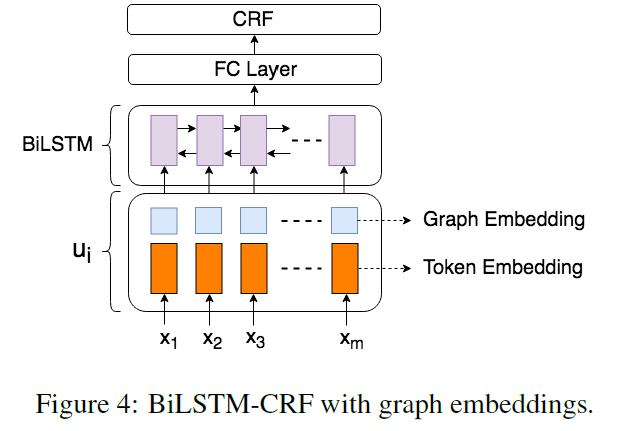 CRF
FC Layer
BiLSTM
u_i
Graph Embedding
Token Embedding
x_1 x_2 x_3 x_m
Figure 4: BiLSTM-CRF with graph embeddings.